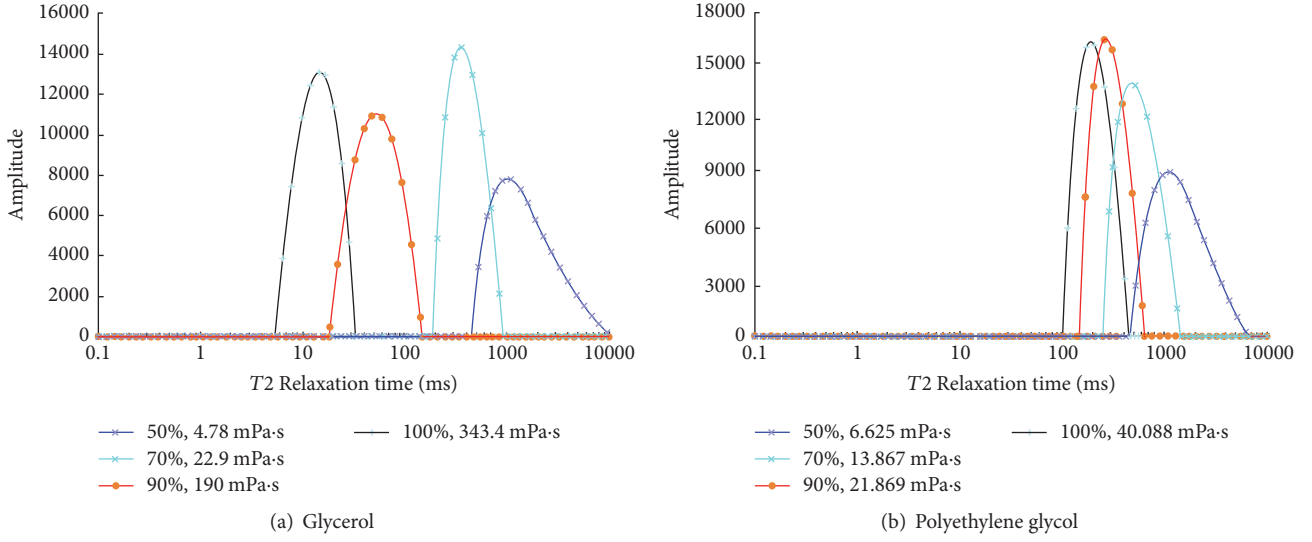 16000
14000
12000
10000
8000
6000
4000
2000
0
Amplitude
0.1 1 10 100 1000 10000
T2 Relaxation time (ms)
50%, 4.78 mPa·s 100%, 343.4 mPa·s
70%, 22.9 mPa·s
90%, 190 mPa·s
(a) Glycerol
18000
15000
12000
9000
6000
3000
0
Amplitude
0.1 1 10 100 1000 10000
T2 Relaxation time (ms)
50%, 6.625 mPa·s 100%, 40.088 mPa·s
70%, 13.867 mPa·s
90%, 21.869 mPa·s
(b) Polyethylene glycol